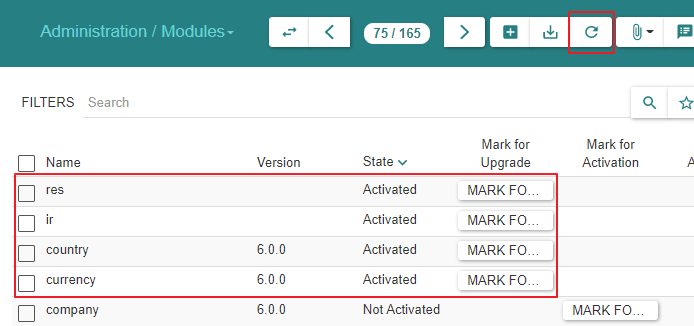 Administration / Modules
75 / 165
FILTERS Search
Name Version State Mark for Upgrade Mark for Activation A
res Activated MARK FO...
ir Activated MARK FO...
country 6.0.0 Activated MARK FO...
currency 6.0.0 Activated MARK FO...
company 6.0.0 Not Activated MARK FO...